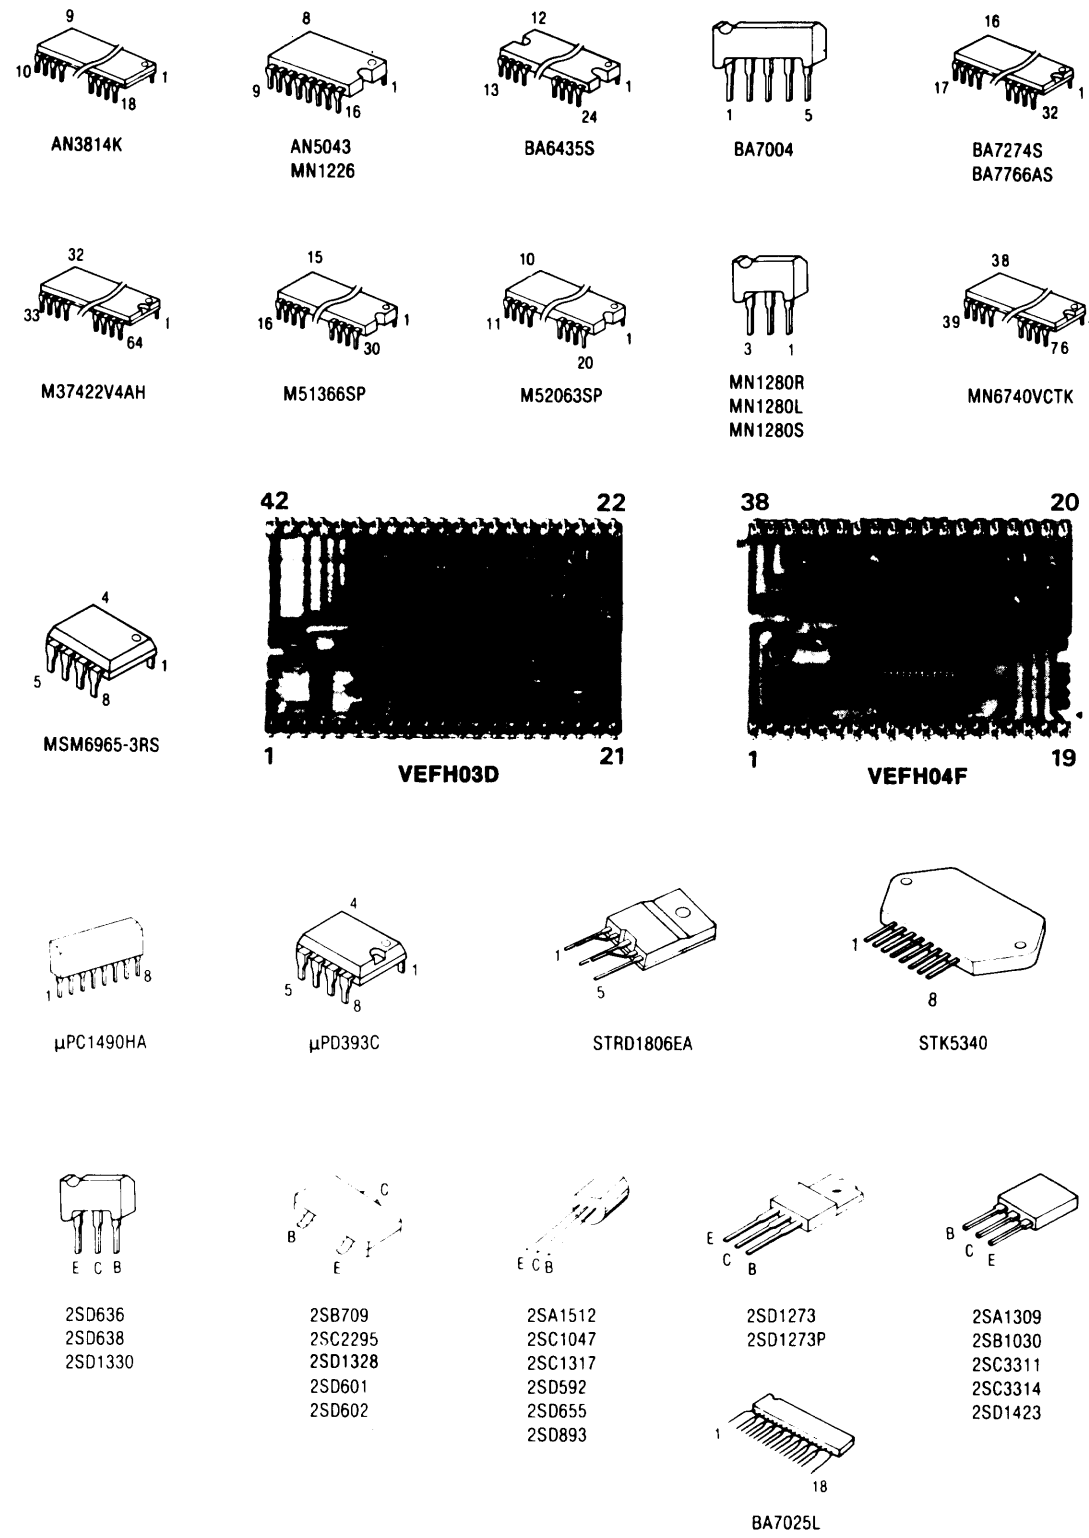 9
10
18
1
AN3814K
8
9
16
1
AN5043
MN1226
12
13
24
1
BA6435S
1
5
BA7004
16
17
32
1
BA7274S
BA7766AS
32
33
64
1
M37422V4AH
15
16
30
1
M51366SP
10
11
20
1
M52063SP
3
1
MN1280R
MN1280L
MN1280S
38
39
76
MN6740VCTK
4
5
8
1
MSM6965-3RS
42
22
1
21
VEFH03D
38
20
1
19
VEFH04F
1
8
µPC1490HA
4
5
8
1
µPD393C
1
5
STRD1806EA
1
8
STK5340
E C B
2SD636
2SD638
2SD1330
C
B
E
2SB709
2SC2295
2SD1328
2SD601
2SD602
E C B
2SA1512
2SC1047
2SC1317
2SD592
2SD655
2SD893
E
C
B
2SD1273
2SD1273P
B
C
E
2SA1309
2SB1030
2SC3311
2SC3314
2SD1423
1
18
BA7025L